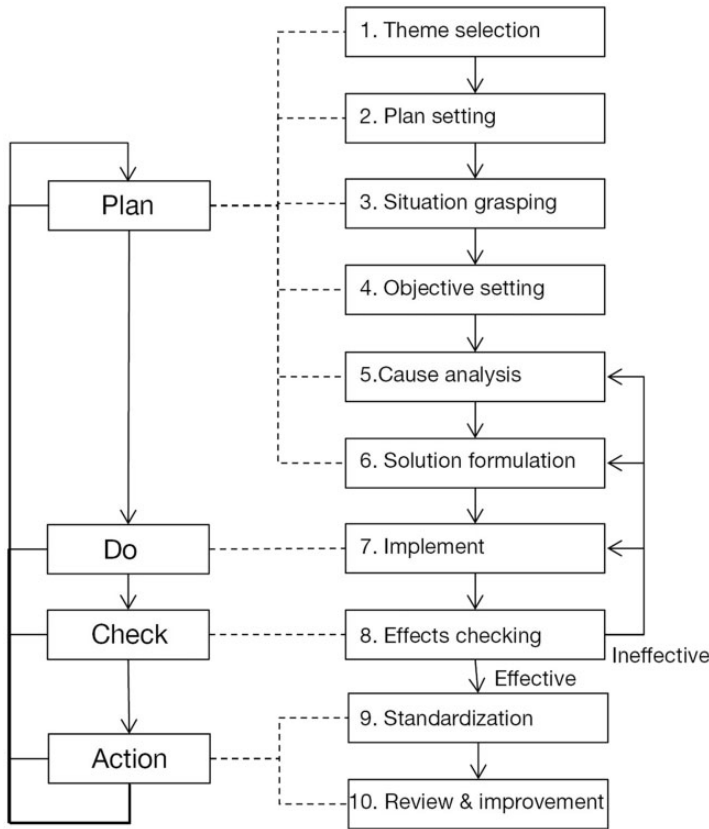 1. Theme selection
2. Plan setting
Plan
3. Situation grasping
4. Objective setting
5.Cause analysis
6. Solution formulation
Do
7. Implement
Check
8. Effects checking
Ineffective
Effective
9. Standardization
Action
10. Review & improvement